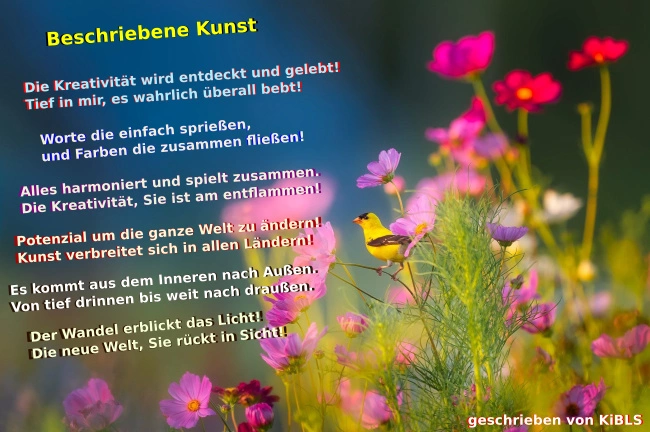 Beschriebene Kunst
Die Kreativität wird entdeckt und gelebt!
Tief in mir, es wahrlich überall bebt!
Worte die einfach sprießen,
und Farben die zusammen fließen!
Alles harmoniert und spielt zusammen.
Die Kreativität, Sie ist am entflammen!
Potenzial um die ganze Welt zu ändern!
Kunst verbreitet sich in allen Ländern!
Es kommt aus dem Inneren nach Außen.
Von tief drinnen bis weit nach draußen.
Der Wandel erblickt das Licht!
Die neue Welt, Sie rückt in Sicht!
geschrieben von KiBLS